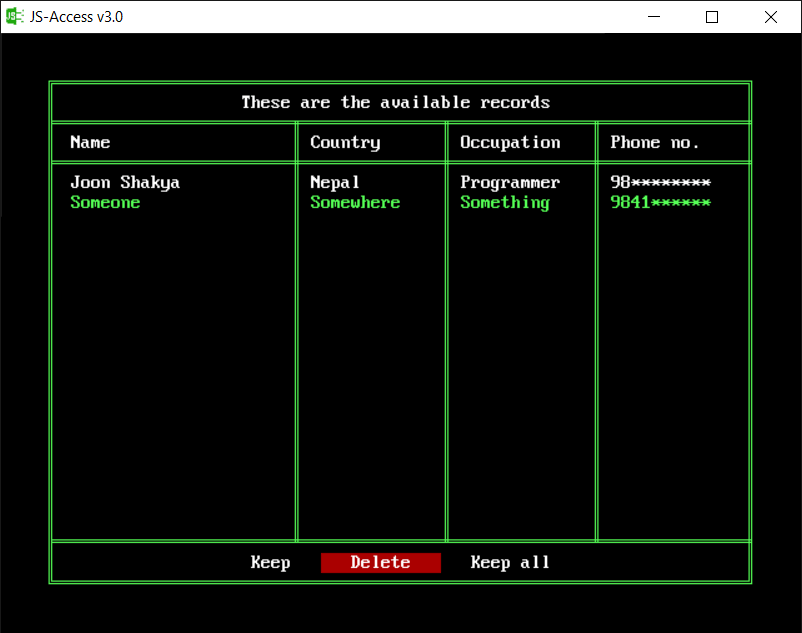 JS-Access v3.0
These are the available records
Name Country Occupation Phone no.
Joon Shakya Nepal Programmer 98********
Someone Somewhere Something 9841******
Keep Delete Keep all